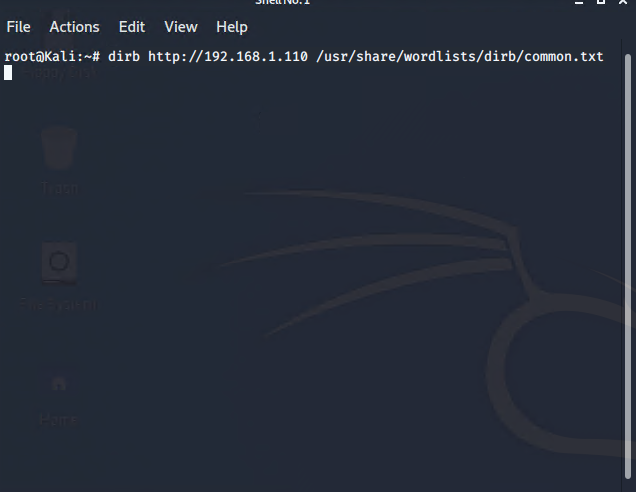 Shell No. 1
File Actions Edit View Help
root@Kali:~# dirb http://192.168.1.110 /usr/share/wordlists/dirb/common.txt
Trash
File System
Home